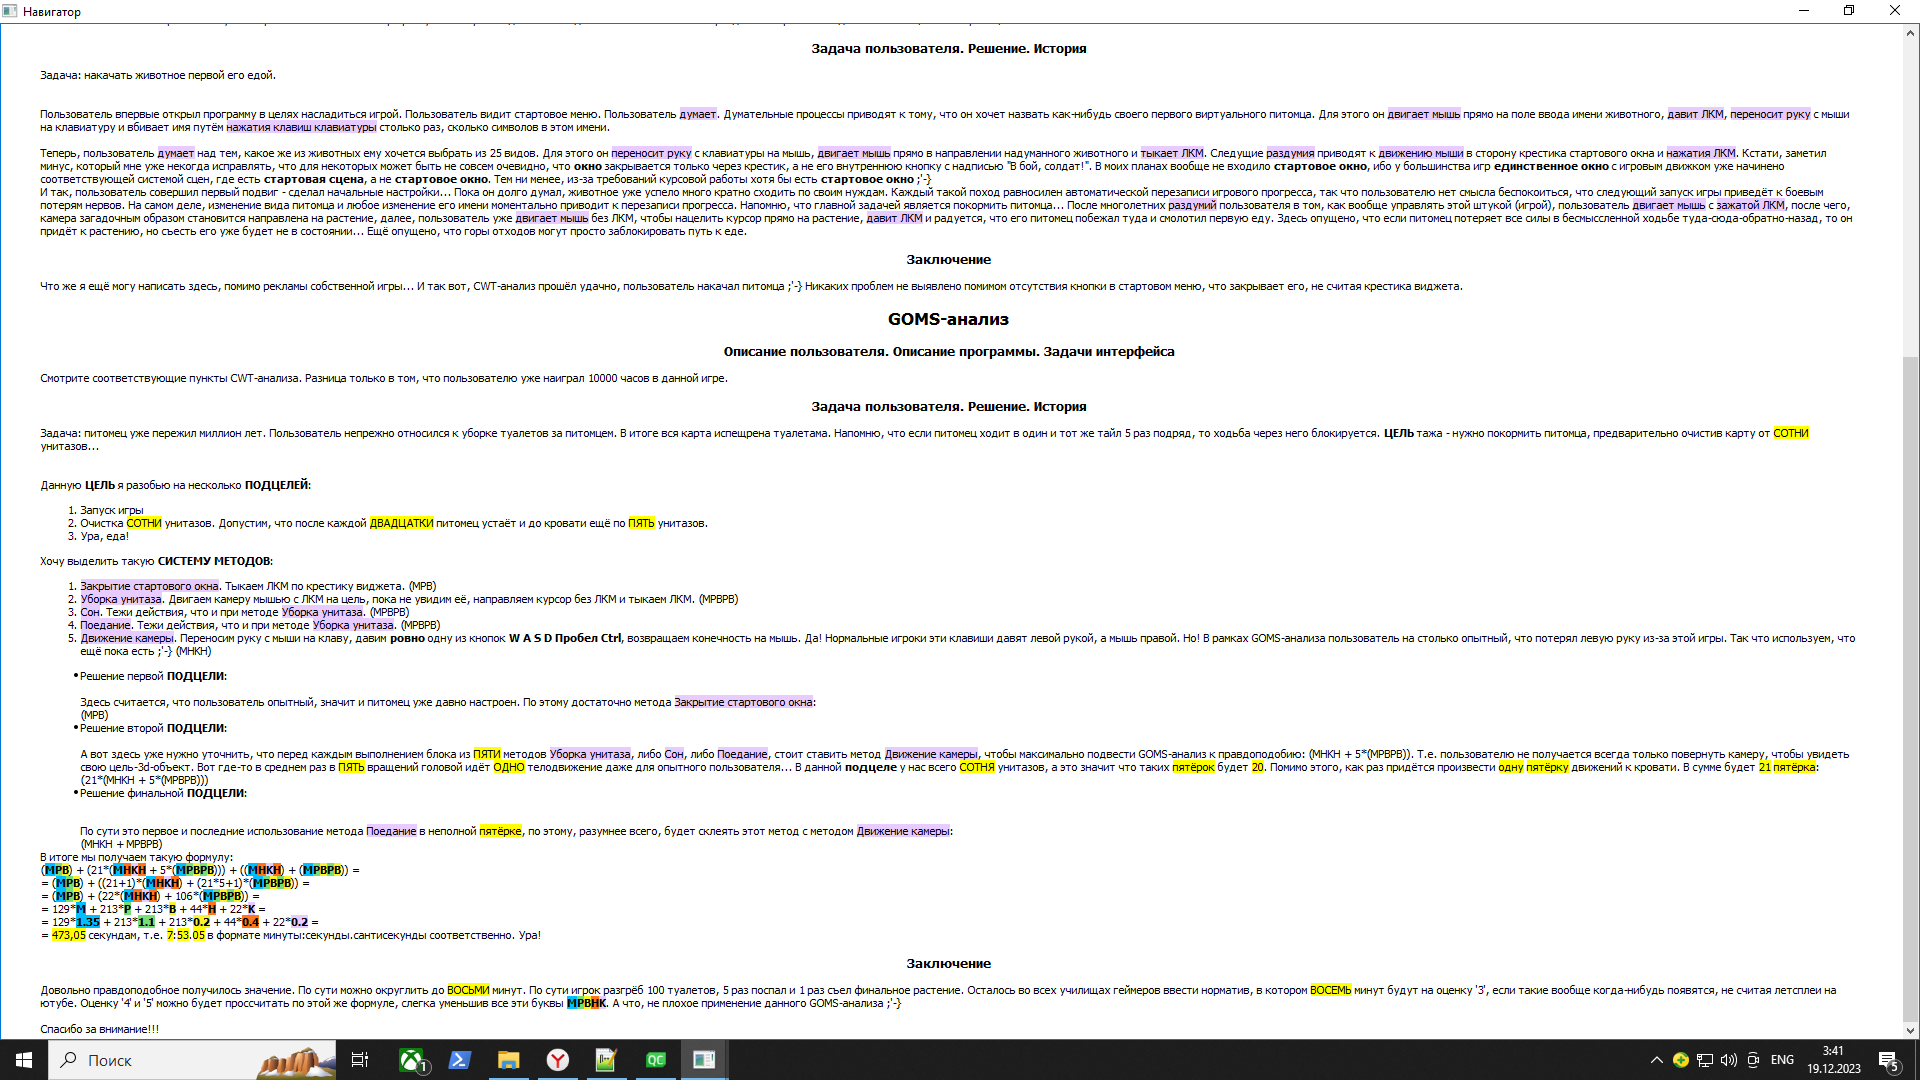 Навигатор
Задача пользователя. Решение. История
Задача: накачать животное первой его едой.
Пользователь впервые открыл программу в целях насладиться игрой. Пользователь видит стартовое меню. Пользователь думает. Думательные процессы приводят к тому, что он хочет назвать как-нибудь своего первого виртуального питомца. Для этого он двигает мышь прямо на поле ввода имени животного, давит ЛКМ, переносит руку с мыши
на клавиатуру и вбивает имя путём нажатия клавиш клавиатуры столько раз, сколько символов в этом имени.
Теперь, пользователь думает над тем, какое же из животных ему хочется выбрать из 25 видов. Для этого он переносит руку с клавиатуры на мышь, двигает мышь прямо в направлении надуманного животного и тыкает ЛКМ. Следущие раздумия приводят к движению мыши в сторону крестика стартового окна и нажатия ЛКМ. Кстати, заметил
минус, который мне уже некогда исправлять, что для некоторых может быть не совсем очевидно, что окно закрывается только через крестик, а не его внутреннюю кнопку с надписью "В бой, солдат!". В моих планах вообще не входило стартовое окно, ибо у большинства игр единственное окно с игровым движком уже начинено
соответствующей системой сцен, где есть стартовая сцена, а не стартовое окно. Тем ни менее, из-за требований курсовой работы хотя бы есть стартовое окно ;'-}
И так, пользователь совершил первый подвиг - сделал начальные настройки... Пока он долго думал, животное уже успело много кратно сходить по своим нуждам. Каждый такой поход равносилен автоматической перезаписи игрового прогресса, так что пользователю нет смысла беспокоиться, что следующий запуск игры приведёт к боевым
потерям нервов. На самом деле, изменение вида питомца и любое изменение его имени моментально приводит к перезаписи прогресса. Напомню, что главной задачей является покормить питомца... После многолетних раздумий пользователя в том, как вообще управлять этой штукой (игрой), пользователь двигает мышь с зажатой ЛКМ, после чего,
камера загадочным образом становится направлена на растение, далее, пользователь уже двигает мышь без ЛКМ, чтобы нацелить курсор прямо на растение, давит ЛКМ и радуется, что его питомец побежал туда и смолотил первую еду. Здесь опущено, что если питомец потеряет все силы в бесмыссленной ходьбе туда-сюда-обратно-назад, то он
придёт к растению, но съесть его уже будет не в состоянии... Ещё опущено, что горы отходов могут просто заблокировать путь к еде.
Заключение
Что же я ещё могу написать здесь, помимо рекламы собственной игры... И так вот, CWT-анализ прошёл удачно, пользователь накачал питомца ;'-} Никаких проблем не выявлено помимом отсутствия кнопки в стартовом меню, что закрывает его, не считая крестика виджета.
GOMS-анализ
Описание пользователя. Описание программы. Задачи интерфейса
Смотрите соответствующие пункты CWT-анализа. Разница только в том, что пользователю уже наиграл 10000 часов в данной игре.
Задача пользователя. Решение. История
Задача: питомец уже пережил миллион лет. Пользователь непрежно относился к уборке туалетов за питомцем. В итоге вся карта испещрена туалетама. Напомню, что если питомец ходит в один и тот же тайл 5 раз подряд, то ходьба через него блокируется. ЦЕЛЬ тажа - нужно покормить питомца, предварительно очистив карту от СОТНИ
унитазов...
Данную ЦЕЛЬ я разобью на несколько ПОДЦЕЛЕЙ:
1. Запуск игры
2. Очистка СОТНИ унитазов. Допустим, что после каждой ДВАДЦАТКИ питомец устаёт и до кровати ещё по ПЯТЬ унитазов.
3. Ура, еда!
Хочу выделить такую СИСТЕМУ МЕТОДОВ:
1. Закрытие стартового окна. Тыкаем ЛКМ по крестику виджета. (MPB)
2. Уборка унитаза. Двигаем камеру мышью с ЛКМ на цель, пока не увидим её, направляем курсор без ЛКМ и тыкаем ЛКМ. (MPBPB)
3. Сон. Тежи действия, что и при методе Уборка унитаза. (MPBPB)
4. Поедание. Тежи действия, что и при методе Уборка унитаза. (MPBPB)
5. Движение камеры. Переносим руку с мыши на клаву, давим ровно одну из кнопок W A S D Пробел Ctrl, возвращаем конечность на мышь. Да! Нормальные игроки эти клавиши давят левой рукой, а мышь правой. Но! В рамках GOMS-анализа пользователь на столько опытный, что потерял левую руку из-за этой игры. Так что используем, что
ещё пока есть ;'-} (MHKH)
•Решение первой ПОДЦЕЛИ:
Здесь считается, что пользователь опытный, значит и питомец уже давно настроен. По этому достаточно метода Закрытие стартового окна:
(MPB)
•Решение второй ПОДЦЕЛИ:
А вот здесь уже нужно уточнить, что перед каждым выполнением блока из ПЯТИ методов Уборка унитаза, либо Сон, либо Поедание, стоит ставить метод Движение камеры, чтобы максимально подвести GOMS-анализ к правдоподобию: (MHKH + 5*(MPBPB)). Т.е. пользователю не получается всегда только повернуть камеру, чтобы увидеть
свою цель-3d-объект. Вот где-то в среднем раз в ПЯТЬ вращений головой идёт ОДНО телодвижение даже для опытного пользователя... В данной подцеле у нас всего СОТНЯ унитазов, а это значит что таких пятёрок будет 20. Помимо этого, как раз придётся произвести одну пятёрку движений к кровати. В сумме будет 21 пятёрка:
(21*(MHKH + 5*(MPBPB)))
•Решение финальной ПОДЦЕЛИ:
По сути это первое и последние использование метода Поедание в неполной пятёрке, по этому, разумнее всего, будет склеять этот метод с методом Движение камеры:
(MHKH + MPBPB)
В итоге мы получаем такую формулу:
(MPB) + (21*(MHKH + 5*(MPBPB))) + ((MHKH) + (MPBPB)) =
= (MPB) + ((21+1)*(MHKH) + (21*5+1)*(MPBPB)) =
= (MPB) + (22*(MHKH) + 106*(MPBPB)) =
= 129*M + 213*P + 213*B + 44*H + 22*K =
= 129*1.35 + 213*1.1 + 213*0.2 + 44*0.4 + 22*0.2 =
= 473,05 секундам, т.е. 7:53.05 в формате минуты:секунды.сантисекунды соответственно. Ура!
Заключение
Довольно правдоподобное получилось значение. По сути можно округлить до ВОСЬМИ минут. По сути игрок разгрёб 100 туалетов, 5 раз поспал и 1 раз съел финальное растение. Осталось во всех училищах геймеров ввести норматив, в котором ВОСЕМЬ минут будут на оценку '3', если такие вообще когда-нибудь появятся, не считая летсплеи на
ютубе. Оценку '4' и '5' можно будет проссчитать по этой же формуле, слегка уменьшив все эти буквы MPBHK. А что, не плохое применение данного GOMS-анализа ;'-}
Спасибо за внимание!!!
Поиск
1
QC
ENG
3:41
19.12.2023
5